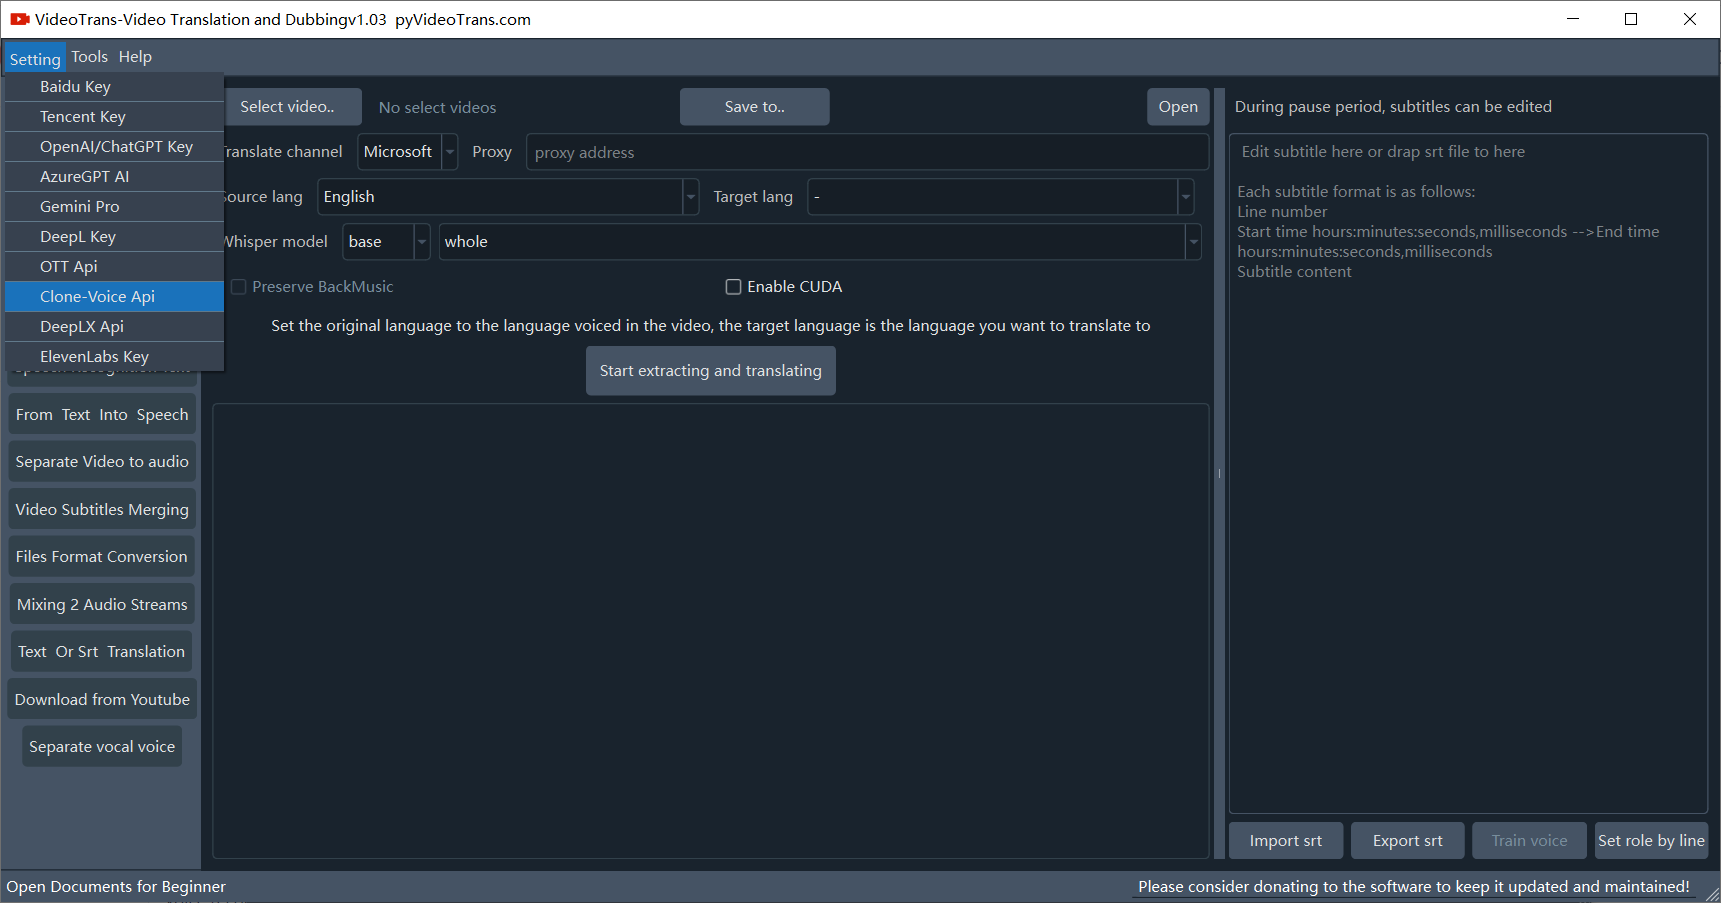 VideoTrans-Video Translation and Dubbingv1.03  pyVideoTrans.com
Setting Tools Help
Baidu Key
Tencent Key
OpenAI/ChatGPT Key
AzureGPT AI
Gemini Pro
DeepL Key
OTT Api
Clone-Voice Api
DeepLX Api
ElevenLabs Key
From Text Into Speech
Separate Video to audio
Video Subtitles Merging
Files Format Conversion
Mixing 2 Audio Streams
Text Or Srt Translation
Download from Youtube
Separate vocal voice
Select video.. No select videos Save to.. Open
Translate channel Microsoft Proxy proxy address
Source lang English Target lang -
Whisper model base whole
Preserve BackMusic Enable CUDA
Set the original language to the language voiced in the video, the target language is the language you want to translate to
Start extracting and translating
During pause period, subtitles can be edited
Edit subtitle here or drap srt file to here
Each subtitle format is as follows:
Line number
Start time hours:minutes:seconds,milliseconds -->End time
hours:minutes:seconds,milliseconds
Subtitle content
Import srt Export srt Train voice Set role by line
Open Documents for Beginner
Please consider donating to the software to keep it updated and maintained!